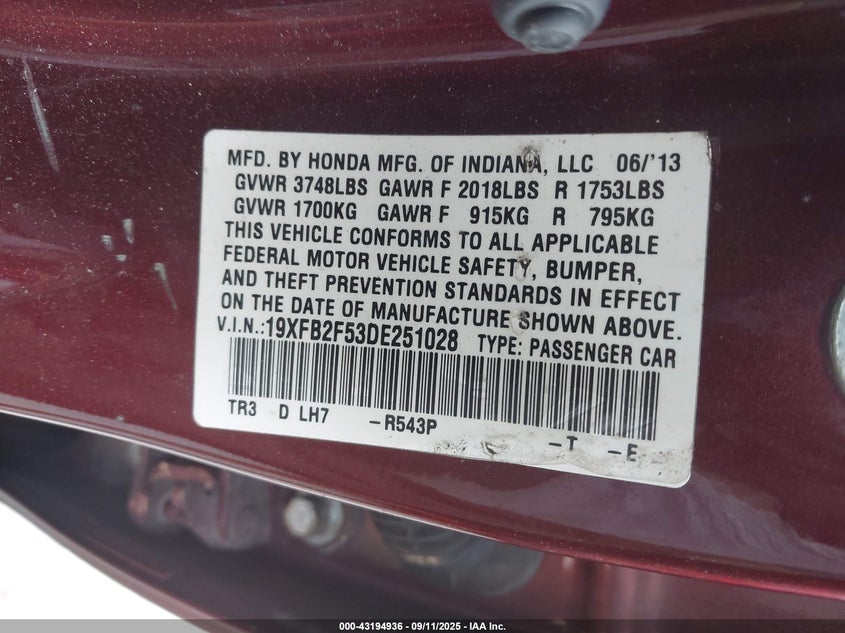 MFD. BY HONDA MFG. OF INDIANA, LLC 06/'13
GVWR 3748LBS GAWR F 2018LBS R 1753LBS
GVWR 1700KG GAWR F 915KG R 795KG
THIS VEHICLE CONFORMS TO ALL APPLICABLE
FEDERAL MOTOR VEHICLE SAFETY, BUMPER,
AND THEFT PREVENTION STANDARDS IN EFFECT
ON THE DATE OF MANUFACTURE SHOWN ABOVE.
V.I.N.:19XFB2F53DE251028 TYPE: PASSENGER CAR
TR3 D LH7 -R543P -T -E
000-43194936 - 09/11/2025 - IAA Inc.